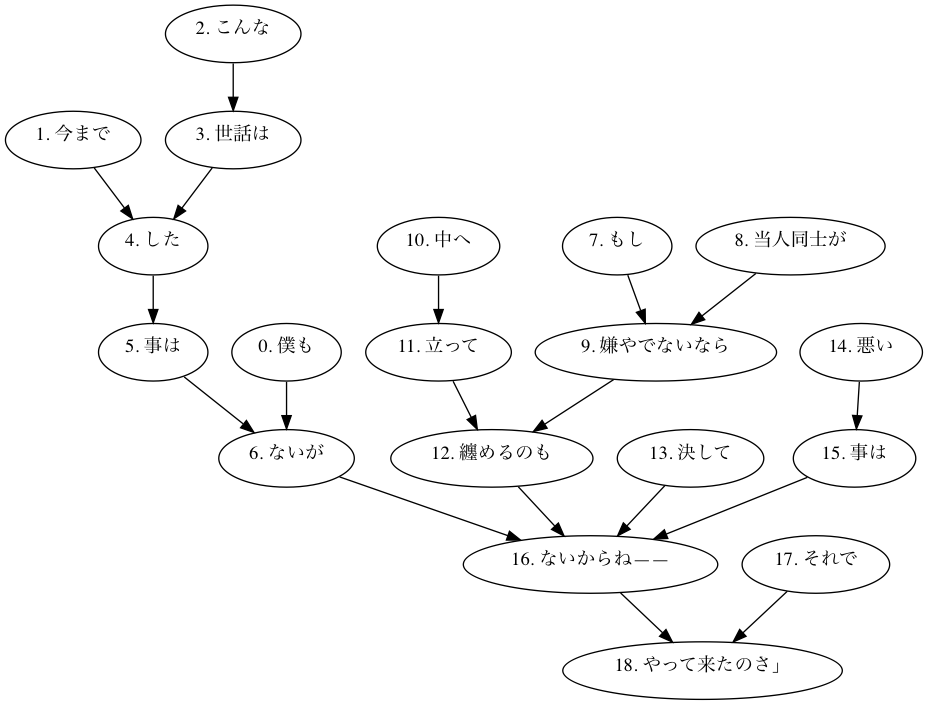 2. こんな
1. 今まで
3. 世話は
4. した
10. 中へ
7. もし
8. 当人同士が
5. 事は
0. 僕も
11. 立って
9. 嫌やでないなら
14. 悪い
6. ないが
12. 纏めるのも
13. 決して
15. 事は
16. ないからね――
17. それで
18. やって来たのさ」